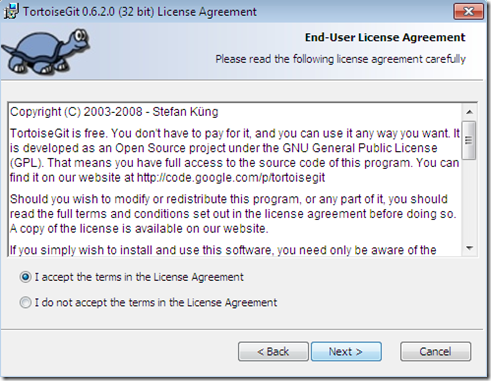 TortoiseGit 0.6.2.0 (32 bit) License Agreement
End-User License Agreement
Please read the following license agreement carefully
Copyright (C) 2003-2008 - Stefan Küng
TortoiseGit is free. You don't have to pay for it, and you can use it any way you want. It
is developed as an Open Source project under the GNU General Public License
(GPL). That means you have full access to the source code of this program. You can
find it on our website at http://code.google.com/p/tortoisegit
Should you wish to modify or redistribute this program, or any part of it, you should
read the full terms and conditions set out in the license agreement before doing so.
A copy of the license is available on our website.
If you simply wish to install and use this software, you need only be aware of the
I accept the terms in the License Agreement
I do not accept the terms in the License Agreement
< Back
Next >
Cancel